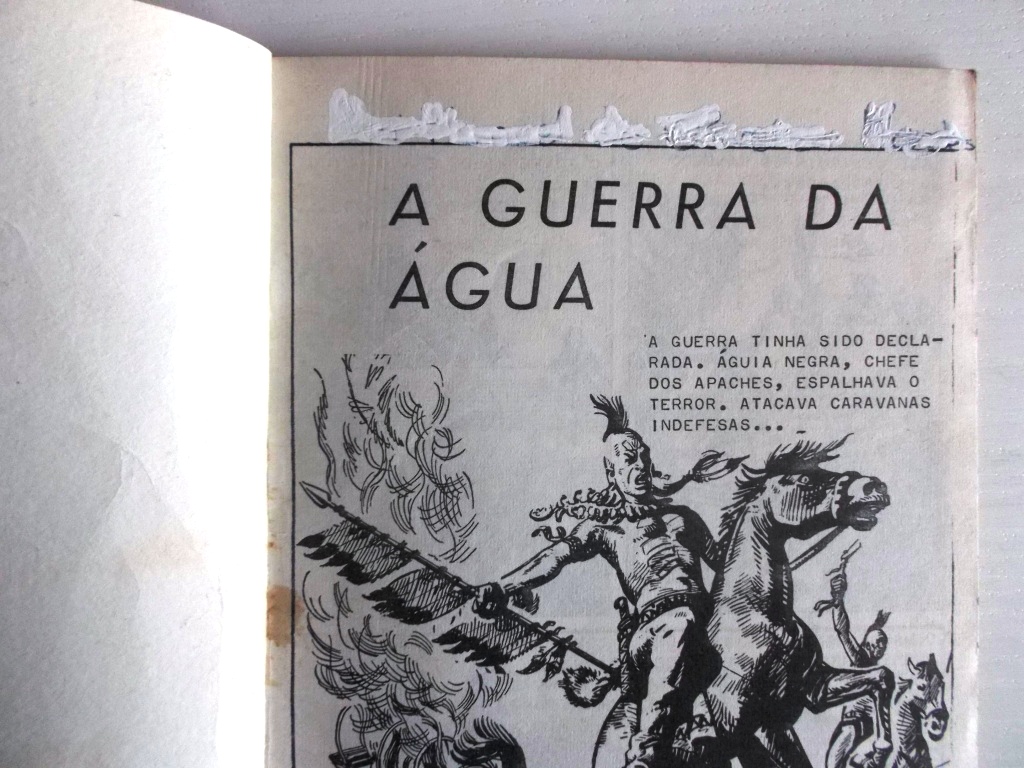 A GUERRA DA
ÁGUA
A GUERRA TINHA SIDO DECLA-
RADA. ÁGUIA NEGRA, CHEFE
DOS APACHES, ESPALHAVA O
TERROR. ATACAVA CARAVANAS
INDEFESAS...